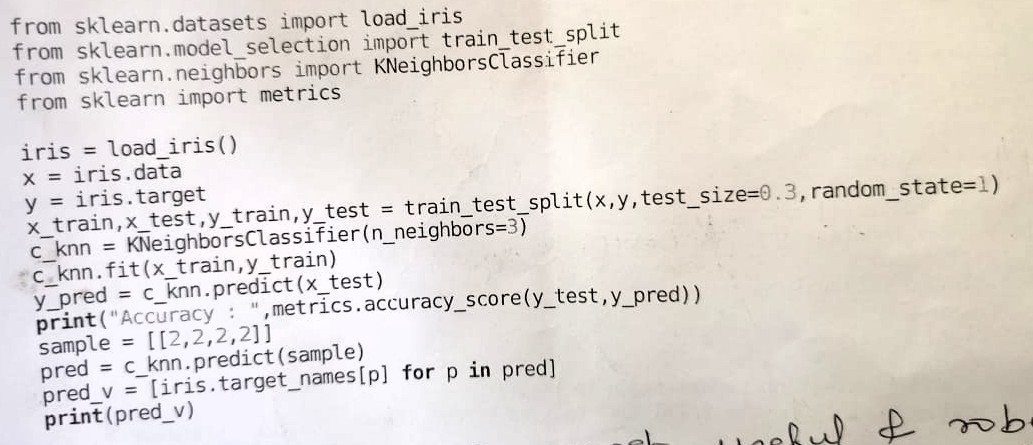 from sklearn.datasets import load_iris
from sklearn.model_selection import train_test_split
from sklearn.neighbors import KNeighborsClassifier
from sklearn import metrics
iris = load_iris()
x = iris.data
y = iris.target
x_train,x_test,y_train,y_test = train_test_split(x,y,test_size=0.3,random_state=1)
c_knn = KNeighborsClassifier(n_neighbors=3)
c_knn.fit(x_train,y_train)
y_pred = c_knn.predict(x_test)
print("Accuracy : ",metrics.accuracy_score(y_test,y_pred))
sample = [[2,2,2,2]]
pred = c_knn.predict(sample)
pred_v = [iris.target_names[p] for p in pred]
print(pred_v)
useful & rob